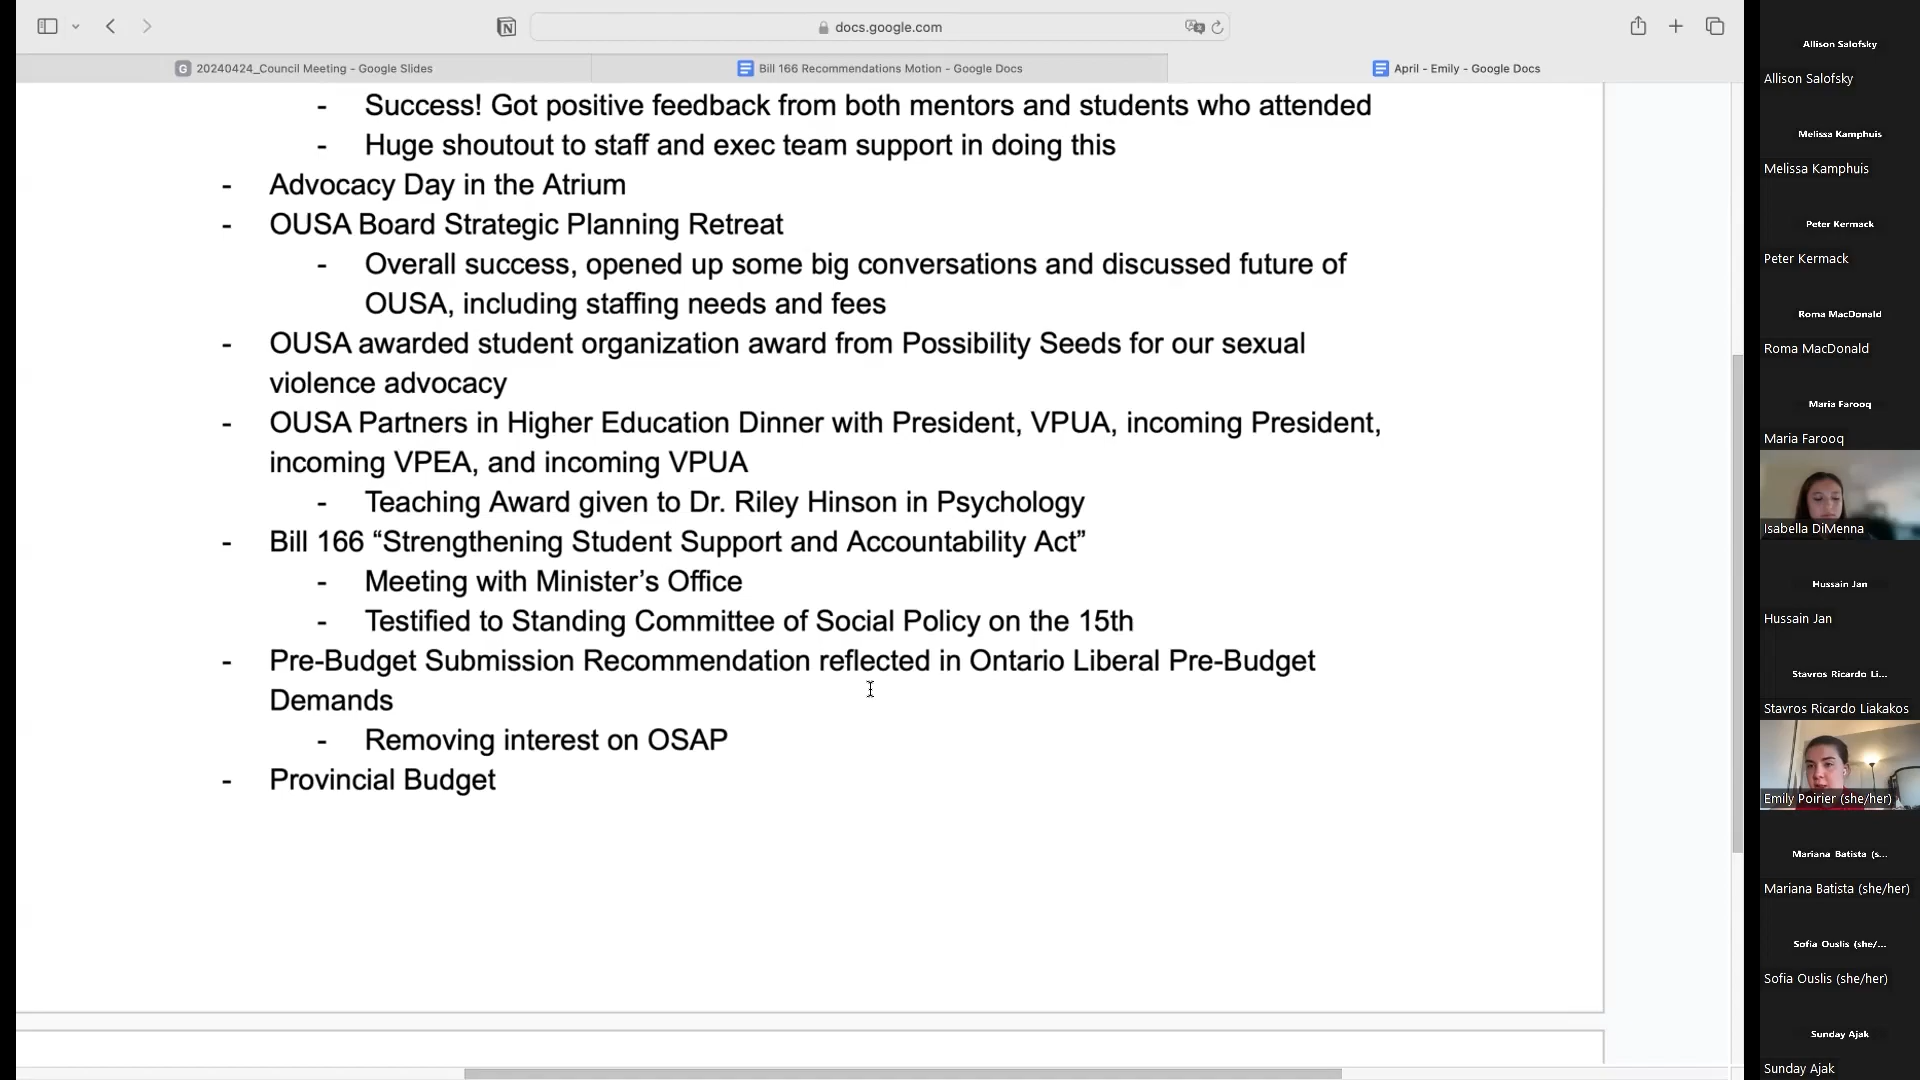 docs.google.com
20240424_Council Meeting - Google Slides
Bill 166 Recommendations Motion - Google Docs
April - Emily - Google Docs
- Success! Got positive feedback from both mentors and students who attended
- Huge shoutout to staff and exec team support in doing this
- Advocacy Day in the Atrium
- OUSA Board Strategic Planning Retreat
- Overall success, opened up some big conversations and discussed future of
OUSA, including staffing needs and fees
- OUSA awarded student organization award from Possibility Seeds for our sexual
violence advocacy
- OUSA Partners in Higher Education Dinner with President, VPUA, incoming President,
incoming VPEA, and incoming VPUA
- Teaching Award given to Dr. Riley Hinson in Psychology
- Bill 166 “Strengthening Student Support and Accountability Act”
- Meeting with Minister’s Office
- Testified to Standing Committee of Social Policy on the 15th
- Pre-Budget Submission Recommendation reflected in Ontario Liberal Pre-Budget
Demands
- Removing interest on OSAP
- Provincial Budget
Allison Salofsky
Allison Salofsky
Melissa Kamphuis
Melissa Kamphuis
Peter Kermack
Peter Kermack
Roma MacDonald
Roma MacDonald
Maria Farooq
Maria Farooq
Isabella DiMenna
Hussain Jan
Hussain Jan
Stavros Ricardo Li...
Stavros Ricardo Liakakos
Emily Poirier (she/her)
Mariana Batista (s...
Mariana Batista (she/her)
Sofia Ouslis (she/...
Sofia Ouslis (she/her)
Sunday Ajak
Sunday Ajak